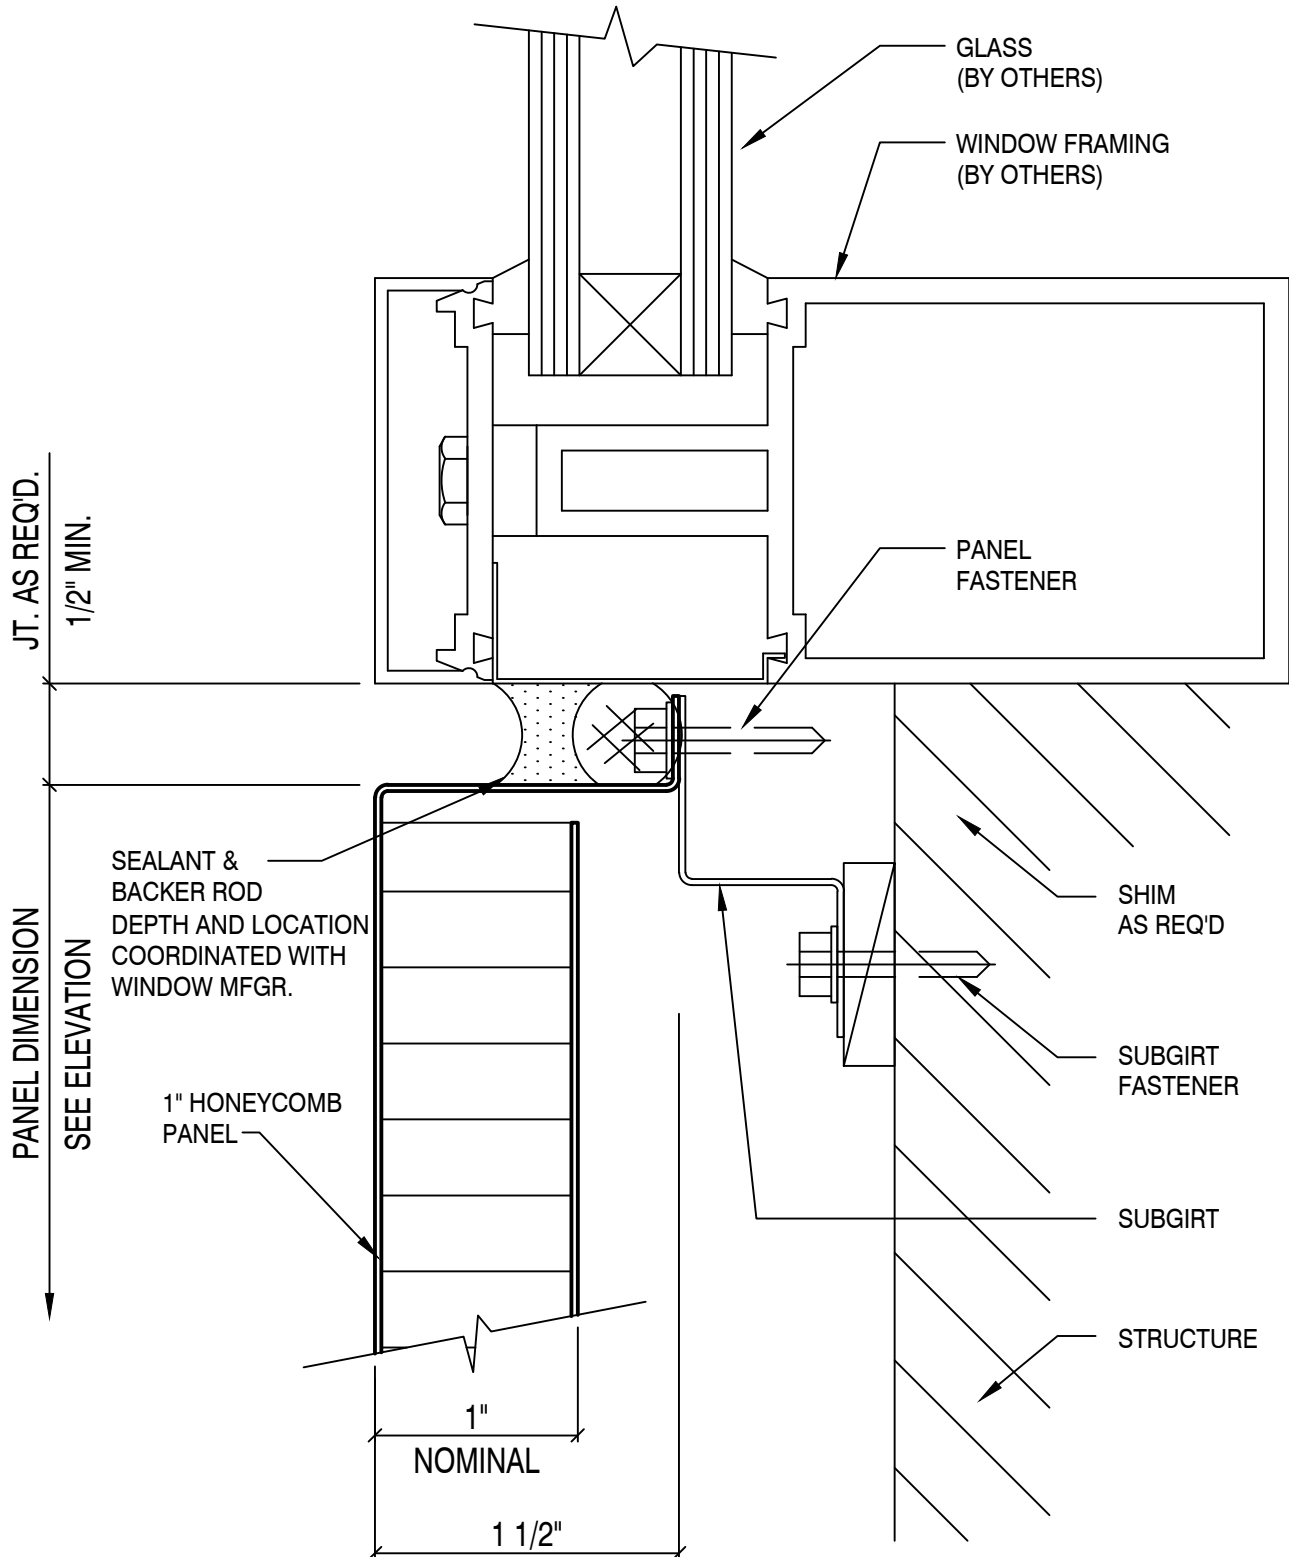 GLASS
(BY OTHERS)
WINDOW FRAMING
(BY OTHERS)
JT. AS REQ'D.
1/2" MIN.
PANEL
FASTENER
SEALANT &
BACKER ROD
DEPTH AND LOCATION
COORDINATED WITH
WINDOW MFGR.
SHIM
AS REQ'D
PANEL DIMENSION
SEE ELEVATION
SUBGIRT
FASTENER
1" HONEYCOMB
PANEL
SUBGIRT
STRUCTURE
1"
NOMINAL
1 1/2"